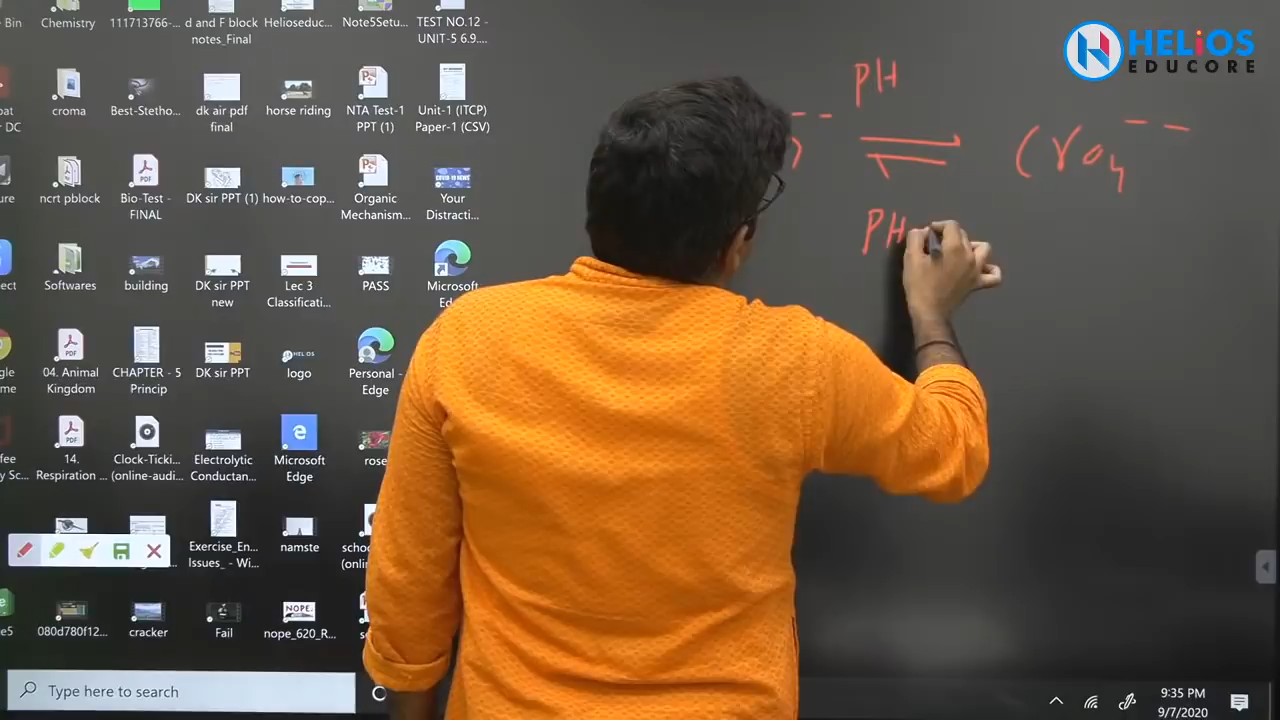 Bin
Chemistry
111713766-...
d and F block
notes_Final
Helioseduc...
Note5Setu...
TEST NO.12 -
UNIT-5 6.9....
HELiOS
EDUCORE
PH
-- ⇌ CrO4 --
PH
DC
croma
Best-Stetho...
dk air pdf
final
horse riding
NTA Test-1
PPT (1)
Unit-1 (ITCP)
Paper-1 (CSV)
ncrt pblock
Bio-Test -
FINAL
DK sir PPT (1)
how-to-cop...
Organic
Mechanism...
Your
Distracti...
Softwares
building
DK sir PPT
new
Lec 3
Classificati...
PASS
Microsoft
04. Animal
Kingdom
CHAPTER - 5
Princip
DK sir PPT
HELIOS
logo
Personal -
Edge
14.
Respiration ...
Clock-Ticki...
(online-audi...
Electrolytic
Conductan...
Microsoft
Edge
rose
Exercise_En...
Issues_ - Wi...
namste
(onlin
080d780f12...
cracker
Fail
NOPE.
nope_620_R...
Type here to search
9:35 PM
9/7/2020